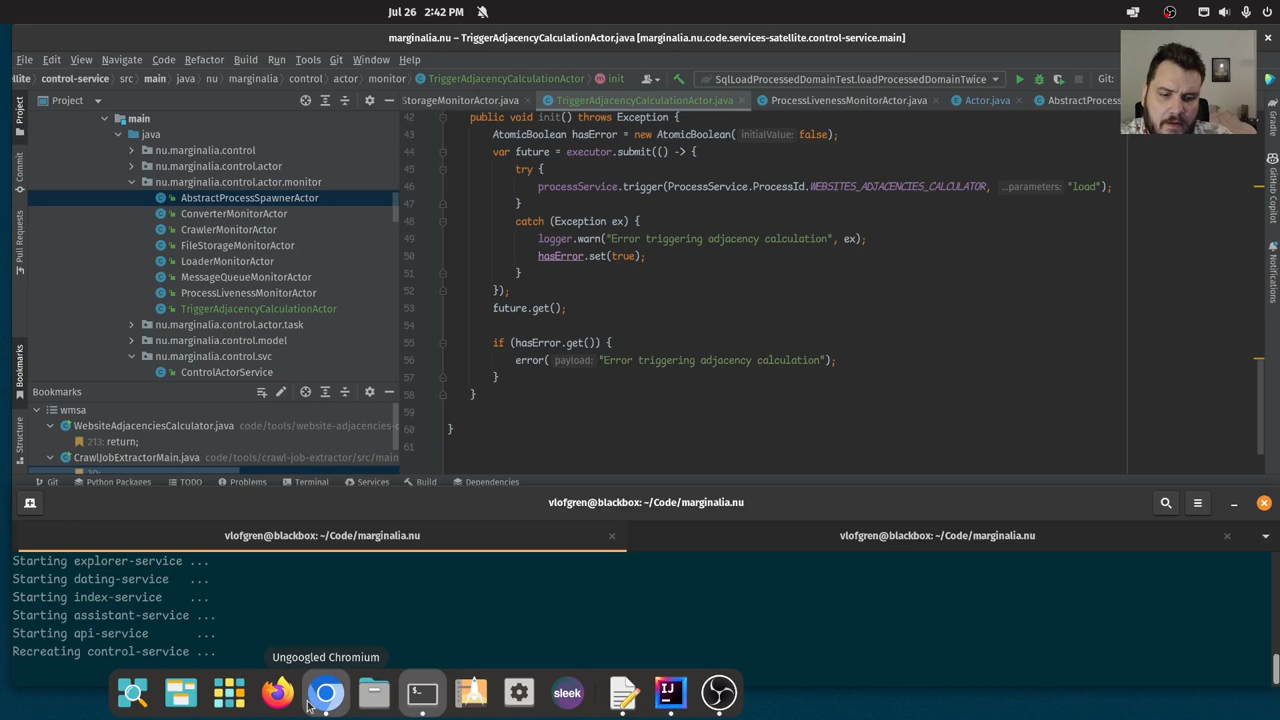 Jul 26 2:42 PM
marginalia.nu – TriggerAdjacencyCalculationActor.java [marginalia.nu.code.services-satellite.control-service.main]
File Edit View Navigate Code Refactor Build Run Tools Git Window Help
llite control-service src main java nu marginalia control actor monitor TriggerAdjacencyCalculationActor init SqlLoadProcessedDomainTest.loadProcessedDomainTwice Git:
Project
StorageMonitorActor.java TriggerAdjacencyCalculationActor.java ProcessLivenessMonitorActor.java Actor.java AbstractProcess
main
java
nu.marginalia.control
nu.marginalia.control.actor
nu.marginalia.control.actor.monitor
AbstractProcessSpawnerActor
ConverterMonitorActor
CrawlerMonitorActor
FileStorageMonitorActor
LoaderMonitorActor
MessageQueueMonitorActor
ProcessLivenessMonitorActor
TriggerAdjacencyCalculationActor
nu.marginalia.control.actor.task
nu.marginalia.control.model
nu.marginalia.control.svc
ControlActorService
Bookmarks
wmsa
WebsiteAdjacenciesCalculator.java code/tools/website-adjacencies-c
213: return;
CrawlJobExtractorMain.java code/tools/crawl-job-extractor/src/main
42 public void init() throws Exception {
43 AtomicBoolean hasError = new AtomicBoolean( initialValue: false);
44 var future = executor.submit(() -> {
45 try {
46 processService.trigger(ProcessService.ProcessId.WEBSITES_ADJACENCIES_CALCULATOR, ...parameters: "load");
47 }
48 catch (Exception ex) {
49 logger.warn("Error triggering adjacency calculation", ex);
50 hasError.set(true);
51 }
52 });
53 future.get();
54
55 if (hasError.get()) {
56 error( payload: "Error triggering adjacency calculation");
57 }
58 }
59
60 }
61
Project
Commit
Pull Requests
Bookmarks
Structure
GitHub Copilot
Notifications
Git Python Packages TODO Problems Terminal Services Build Dependencies
vlofgren@blackbox: ~/Code/marginalia.nu
vlofgren@blackbox: ~/Code/marginalia.nu vlofgren@blackbox: ~/Code/marginalia.nu
Starting explorer-service ...
Starting dating-service ...
Starting index-service ...
Starting assistant-service ...
Starting api-service ...
Recreating control-service ...
Ungoogled Chromium
sleek